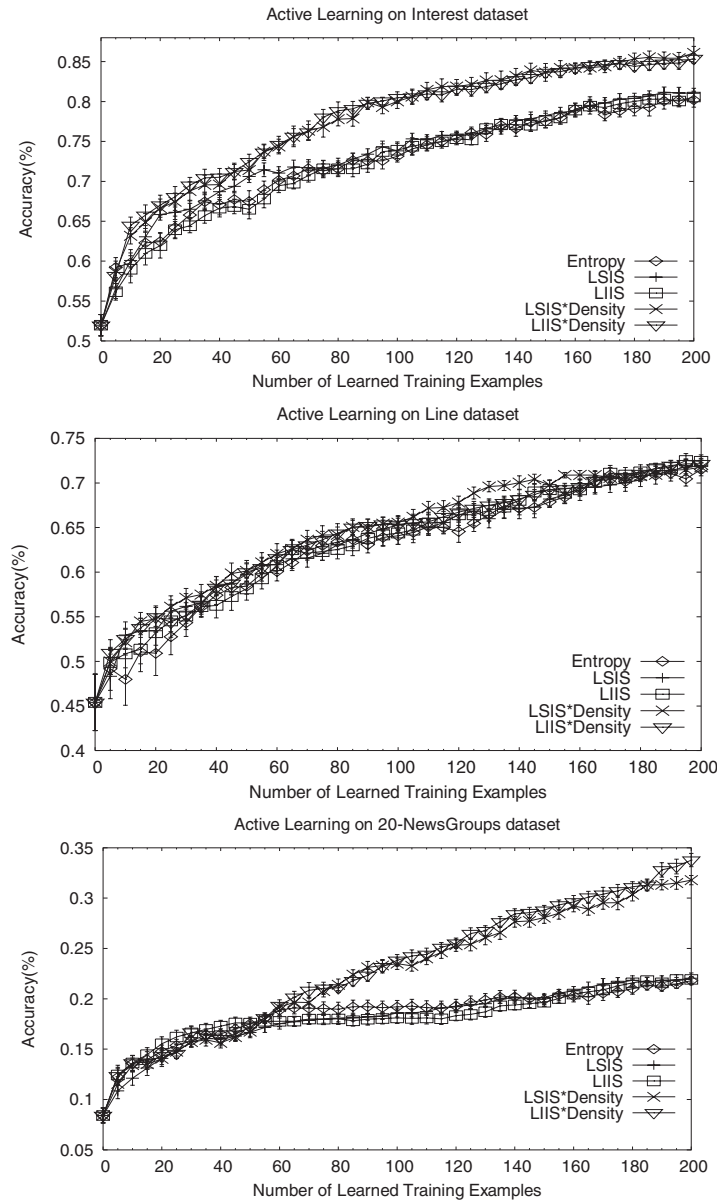 Active Learning on Interest dataset
Accuracy(%)
0.85
0.8
0.75
0.7
0.65
0.6
0.55
0.5
Entropy
LSIS
LIIS
LSIS*Density
LIIS*Density
0 20 40 60 80 100 120 140 160 180 200
Number of Learned Training Examples
Active Learning on Line dataset
Accuracy(%)
0.75
0.7
0.65
0.6
0.55
0.5
0.45
0.4
Entropy
LSIS
LIIS
LSIS*Density
LIIS*Density
0 20 40 60 80 100 120 140 160 180 200
Number of Learned Training Examples
Active Learning on 20-NewsGroups dataset
Accuracy(%)
0.35
0.3
0.25
0.2
0.15
0.1
0.05
Entropy
LSIS
LIIS
LSIS*Density
LIIS*Density
0 20 40 60 80 100 120 140 160 180 200
Number of Learned Training Examples